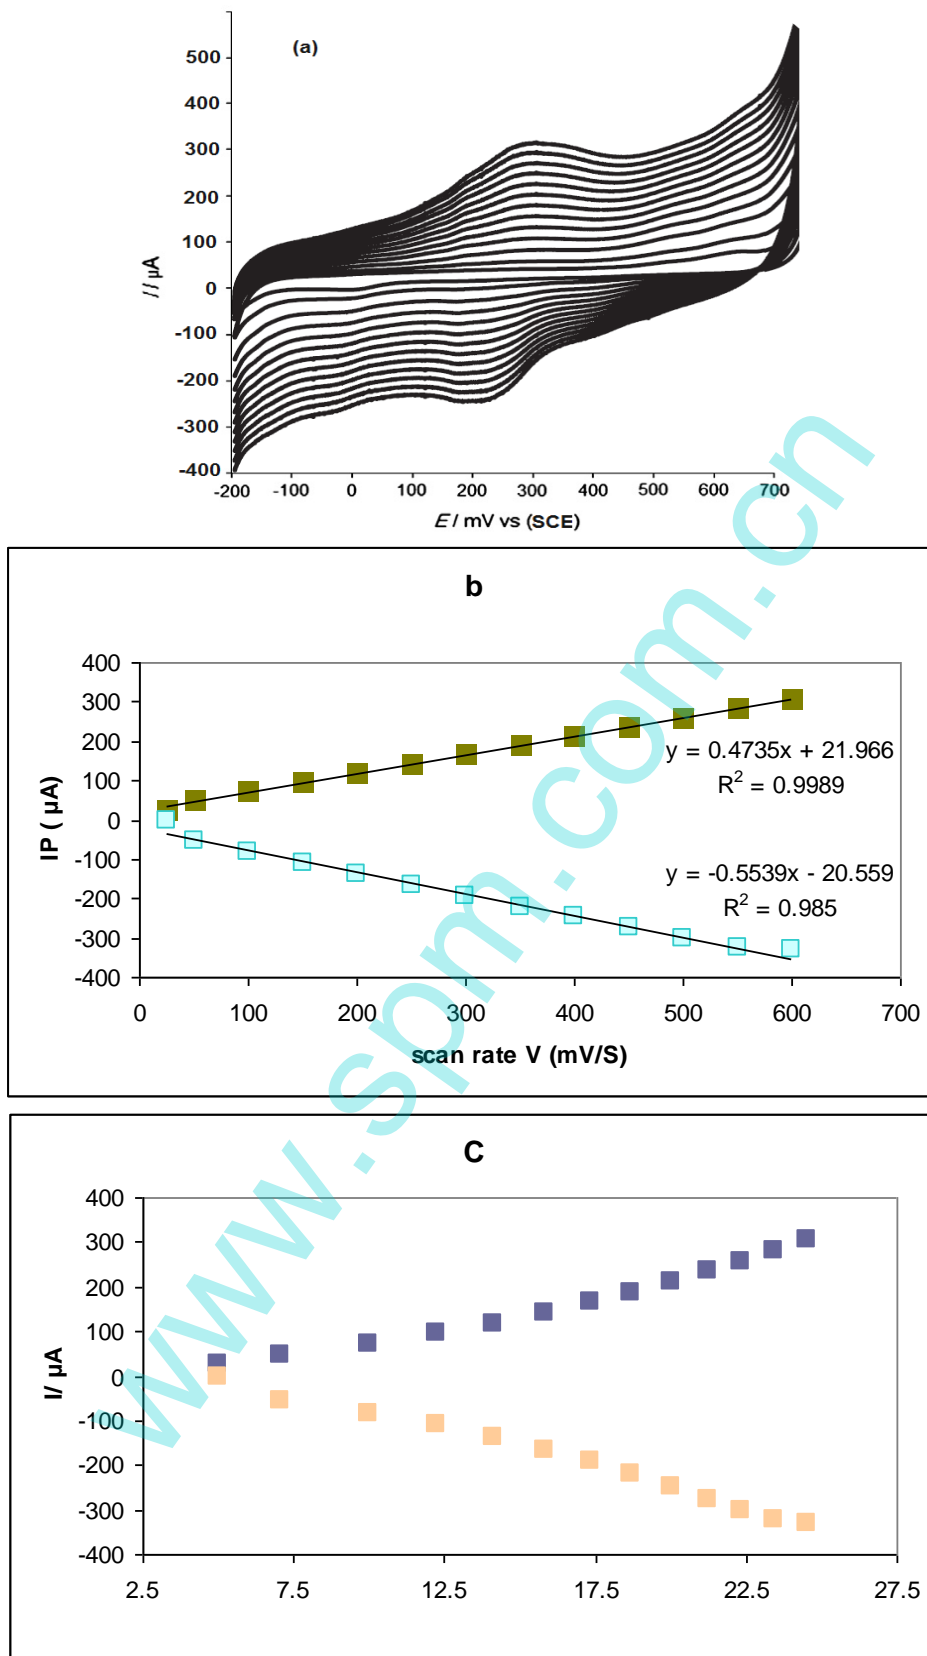 (a)
500
400
300
200
100
0
-100
-200
-300
-400
I / µA
-200 -100 0 100 200 300 400 500 600 700
E / mV vs (SCE)
b
400
300
200
100
0
-100
-200
-300
-400
IP ( µA)
y = 0.4735x + 21.966
R² = 0.9989
y = -0.5539x - 20.559
R² = 0.985
0 100 200 300 400 500 600 700
scan rate V (mV/S)
C
400
300
200
100
0
-100
-200
-300
-400
I/ µA
2.5 7.5 12.5 17.5 22.5 27.5
www.spm.com.cn